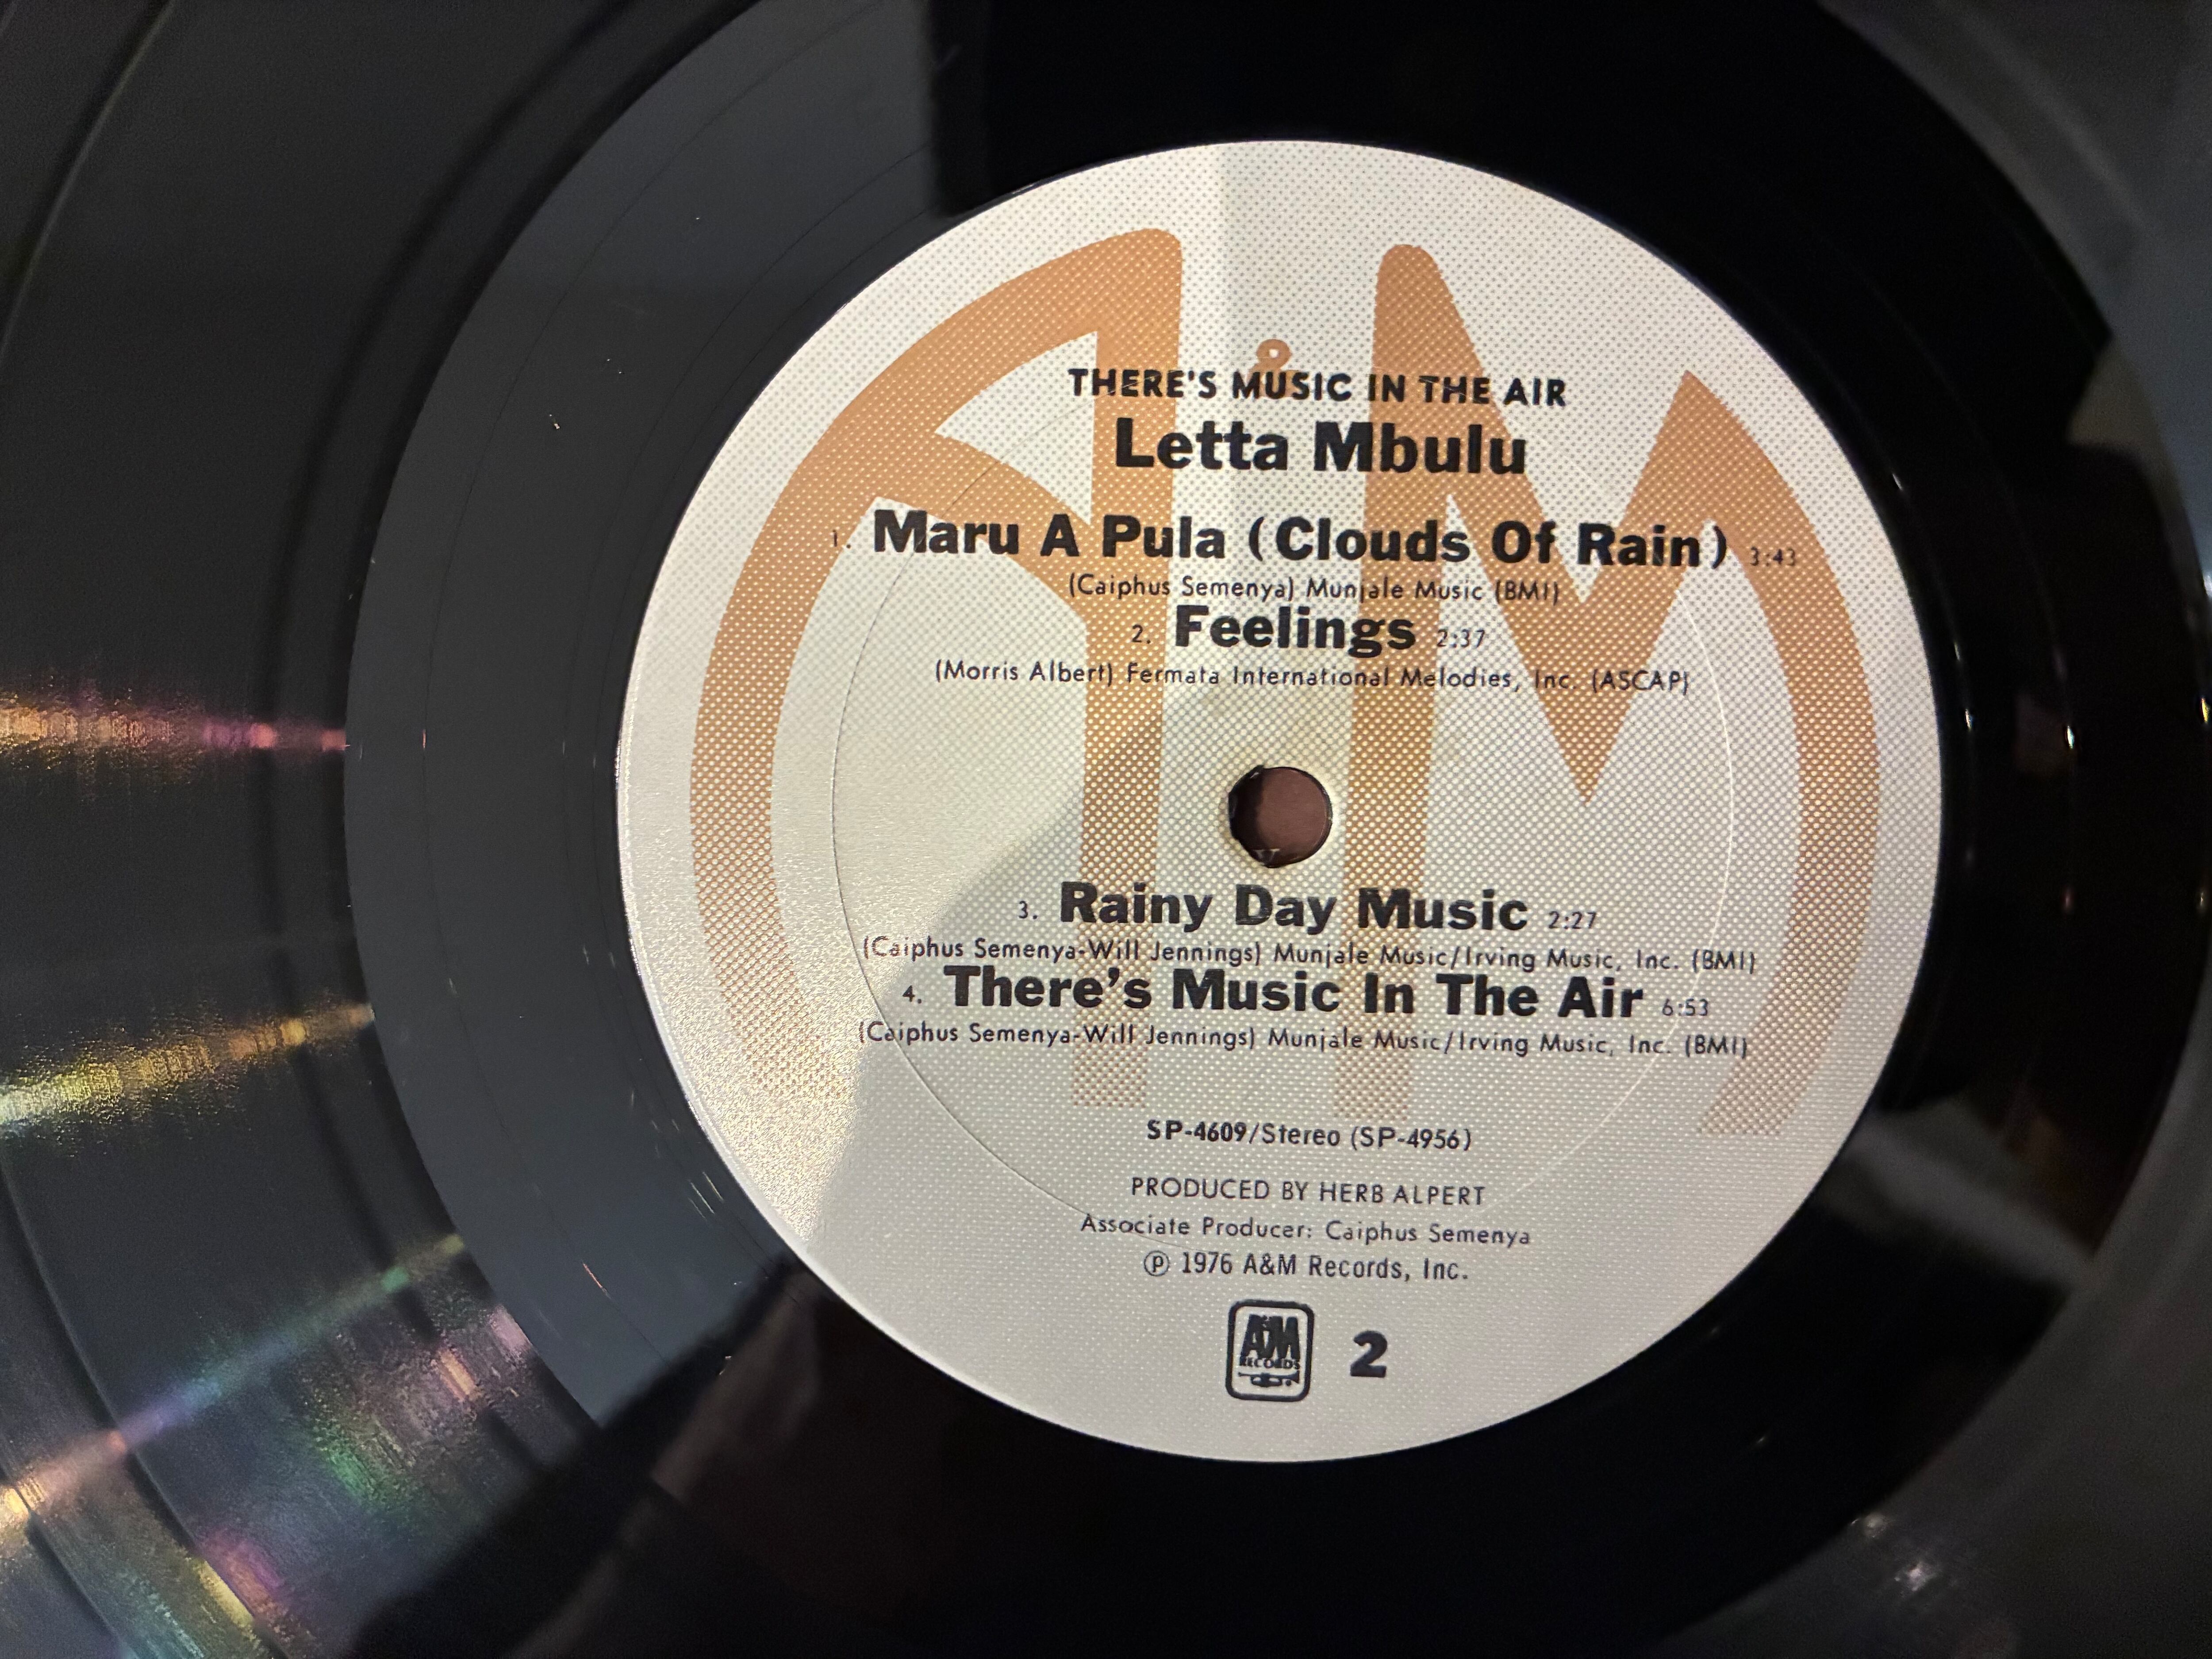 THERE'S MUSIC IN THE AIR
Letta Mbulu
1. Maru A Pula (Clouds Of Rain) 3:43
(Caiphus Semenya) Munjale Music (BMI)
2. Feelings 2:37
(Morris Albert) Fermata International Melodies, Inc. (ASCAP)
3. Rainy Day Music 2:27
(Caiphus Semenya-Will Jennings) Munjale Music/Irving Music, Inc. (BMI)
4. There's Music In The Air 6:53
(Caiphus Semenya-Will Jennings) Munjale Music/Irving Music, Inc. (BMI)
SP-4609/Stereo (SP-4956)
PRODUCED BY HERB ALPERT
Associate Producer: Caiphus Semenya
℗ 1976 A&M Records, Inc.
A&M
RECORDS
2